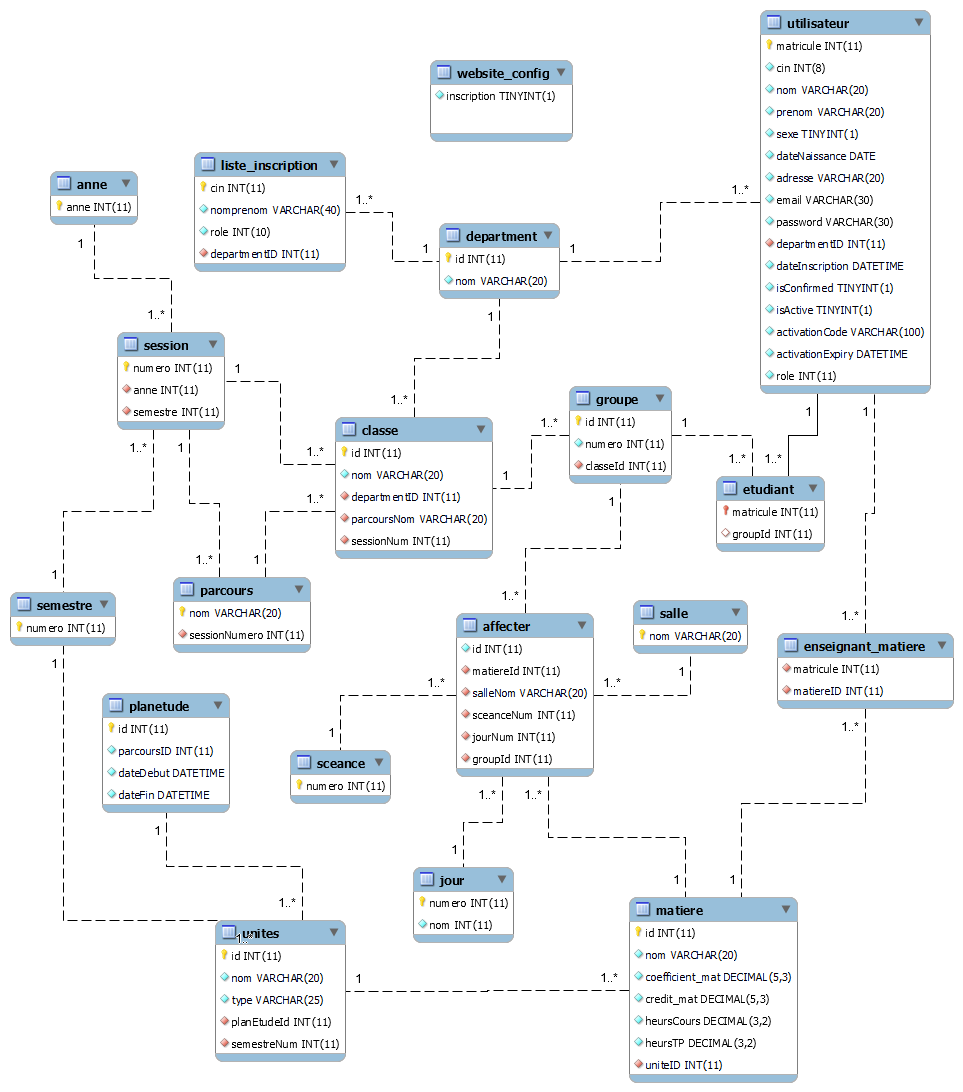 utilisateur
matricule INT(11)
cin INT(8)
nom VARCHAR(20)
prenom VARCHAR(20)
sexe TINYINT(1)
dateNaissance DATE
adresse VARCHAR(20)
email VARCHAR(30)
password VARCHAR(30)
departmentID INT(11)
dateInscription DATETIME
isConfirmed TINYINT(1)
isActive TINYINT(1)
activationCode VARCHAR(100)
activationExpiry DATETIME
role INT(11)
website_config
inscription TINYINT(1)
liste_inscription
cin INT(11)
nomprenom VARCHAR(40)
role INT(10)
departmentID INT(11)
anne
anne INT(11)
department
id INT(11)
nom VARCHAR(20)
1..*
1
1
1..*
1
1
1..*
session
numero INT(11)
anne INT(11)
semestre INT(11)
1
1..*
1..*
1
classe
id INT(11)
nom VARCHAR(20)
departmentID INT(11)
parcoursNom VARCHAR(20)
sessionNum INT(11)
1..*
1..*
1..*
1
groupe
id INT(11)
numero INT(11)
classeId INT(11)
1..*
1
1
etudiant
matricule INT(11)
groupId INT(11)
1..*
1..*
1
1
semestre
numero INT(11)
1
1
parcours
nom VARCHAR(20)
sessionNumero INT(11)
1..*
1
affecter
id INT(11)
matiereId INT(11)
salleNom VARCHAR(20)
sceanceNum INT(11)
jourNum INT(11)
groupId INT(11)
1..*
1..*
1..*
1..*
1..*
salle
nom VARCHAR(20)
1
enseignant_matiere
matricule INT(11)
matiereID INT(11)
1..*
1..*
planetude
id INT(11)
parcoursID INT(11)
dateDebut DATETIME
dateFin DATETIME
1
sceance
numero INT(11)
1
jour
numero INT(11)
nom INT(11)
1
unites
id INT(11)
nom VARCHAR(20)
type VARCHAR(25)
planEtudeId INT(11)
semestreNum INT(11)
1..*
1
1..*
matiere
id INT(11)
nom VARCHAR(20)
coefficient_mat DECIMAL(5,3)
credit_mat DECIMAL(5,3)
heursCours DECIMAL(3,2)
heursTP DECIMAL(3,2)
uniteID INT(11)
1
1